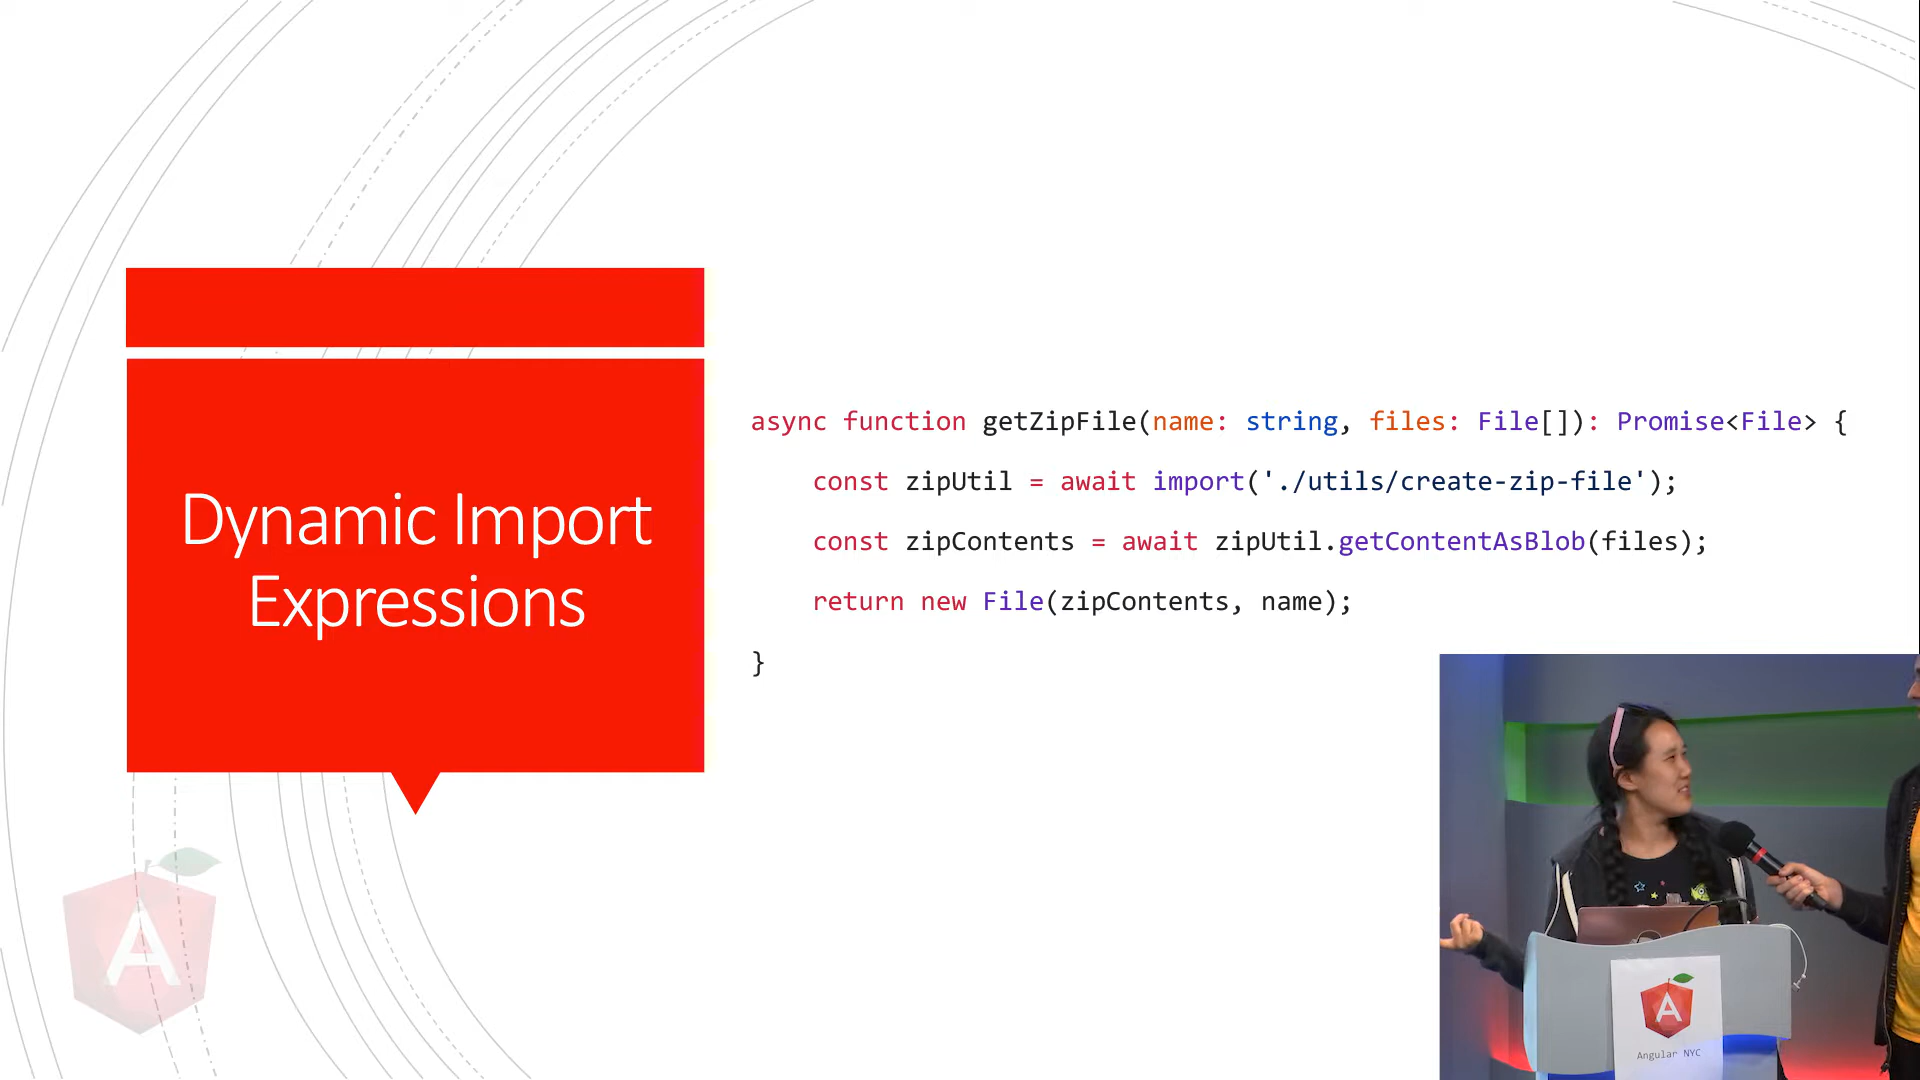 Dynamic Import
Expressions
async function getZipFile(name: string, files: File[]): Promise<File> {
    const zipUtil = await import('./utils/create-zip-file');
    const zipContents = await zipUtil.getContentAsBlob(files);
    return new File(zipContents, name);
}
A
A
Angular NYC